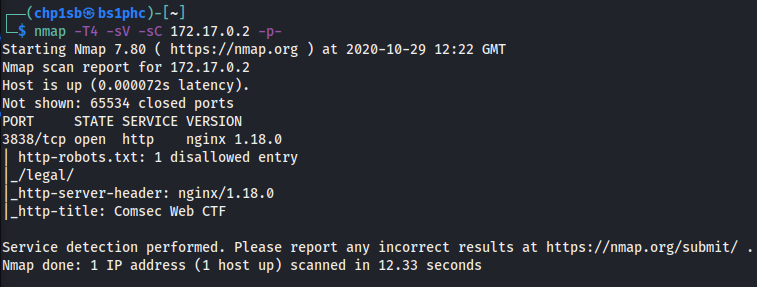 (chp1sb㉿bs1phc)-[~]
$ nmap -T4 -sV -sC 172.17.0.2 -p-
Starting Nmap 7.80 ( https://nmap.org ) at 2020-10-29 12:22 GMT
Nmap scan report for 172.17.0.2
Host is up (0.000072s latency).
Not shown: 65534 closed ports
PORT     STATE SERVICE VERSION
3838/tcp open  http    nginx 1.18.0
| http-robots.txt: 1 disallowed entry
|_/legal/
|_http-server-header: nginx/1.18.0
|_http-title: Comsec Web CTF
Service detection performed. Please report any incorrect results at https://nmap.org/submit/ .
Nmap done: 1 IP address (1 host up) scanned in 12.33 seconds